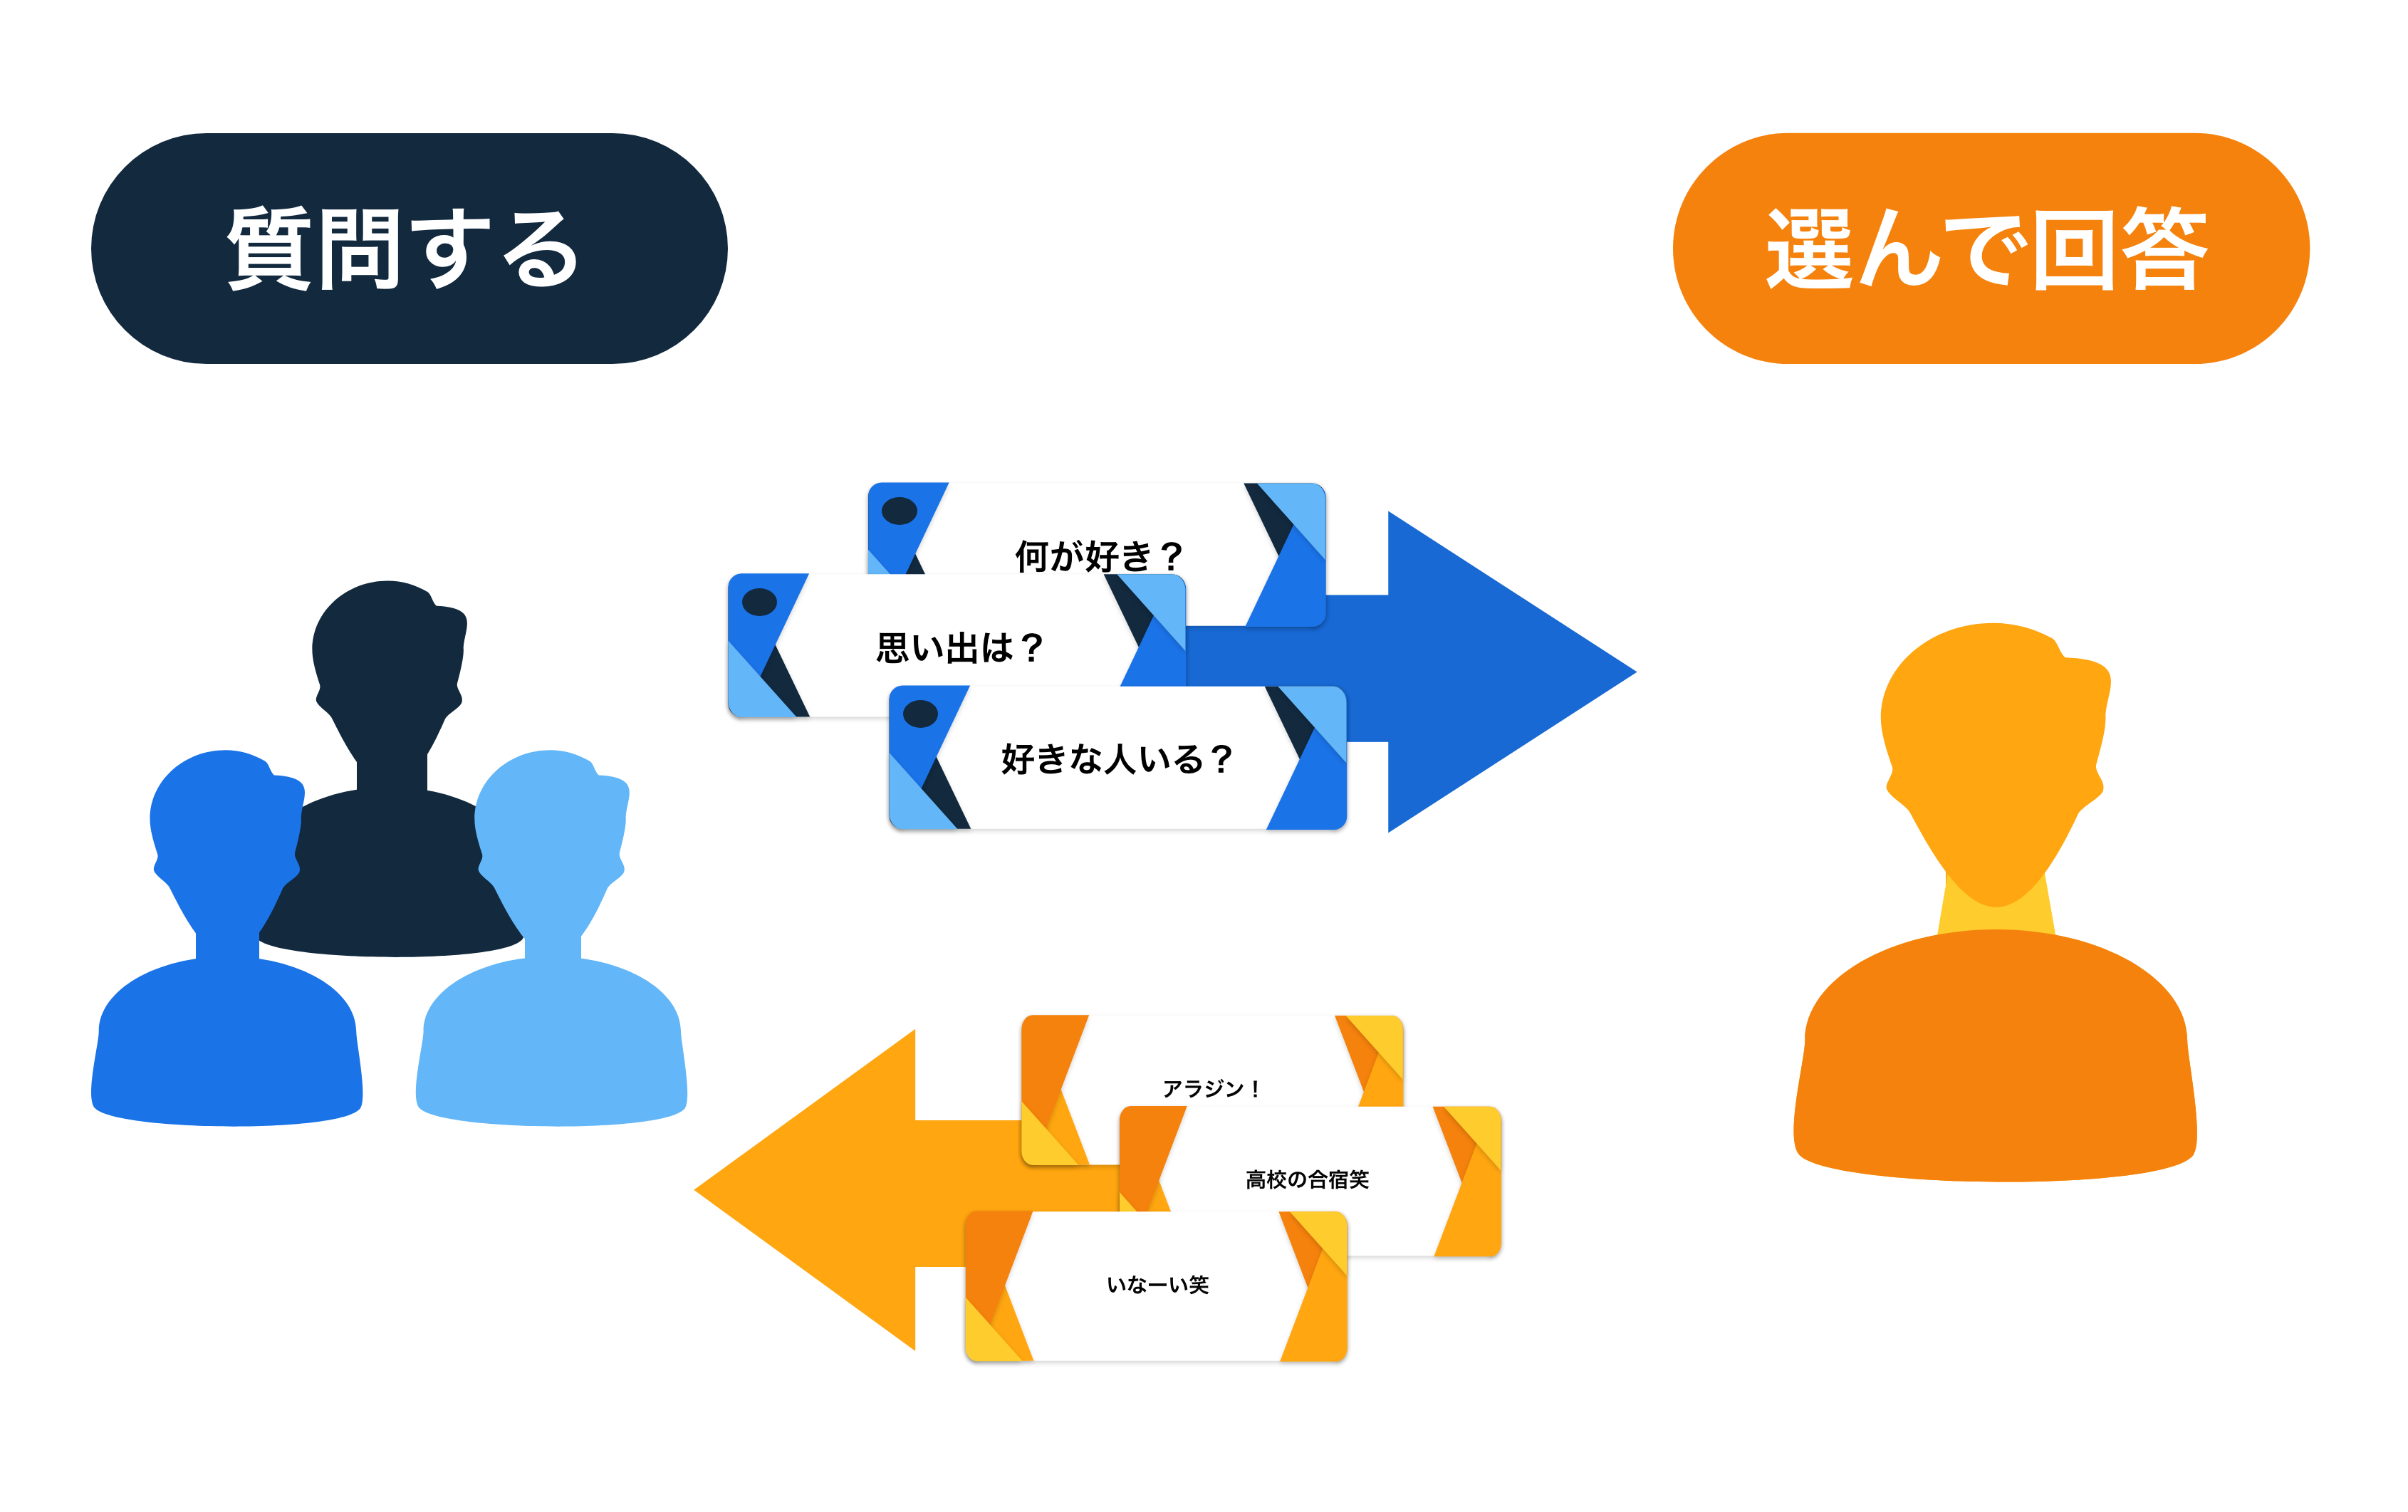 質問する
選んで回答
何が好き？
思い出は？
好きな人いる？
アラジン！
高校の合宿笑
いなーい笑